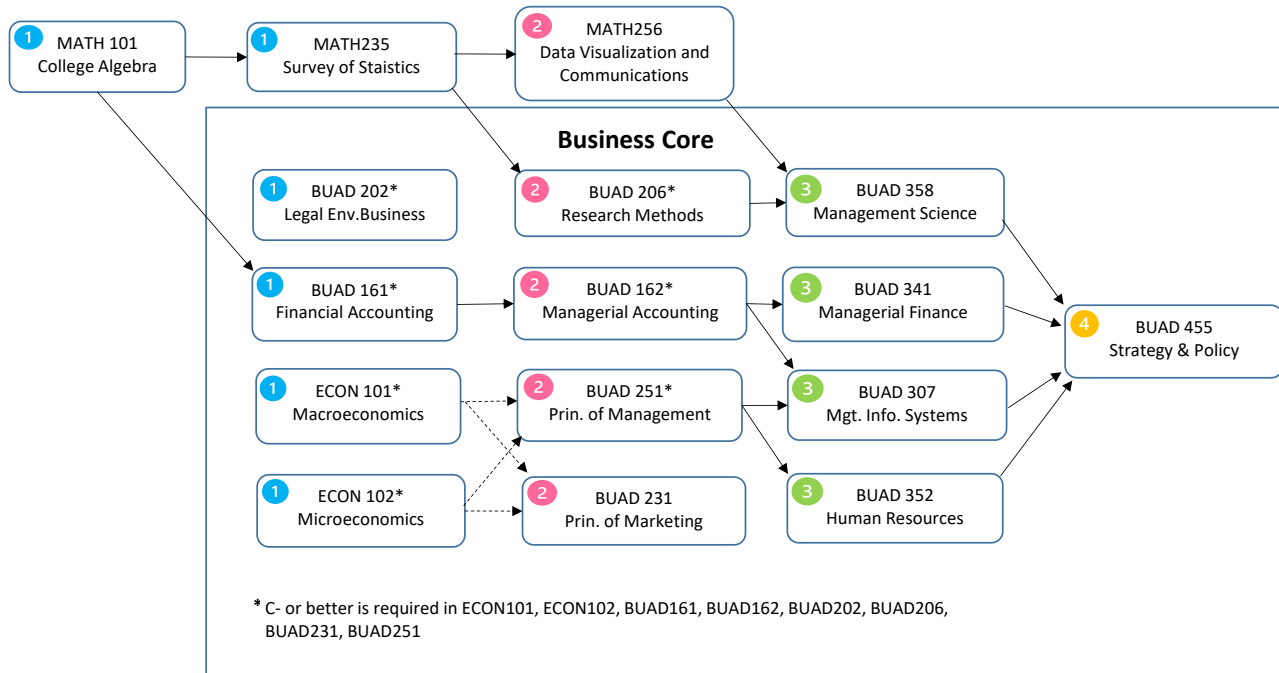 1
MATH 101
College Algebra
1
MATH235
Survey of Staistics
2
MATH256
Data Visualization and
Communications
Business Core
1
BUAD 202*
Legal Env.Business
2
BUAD 206*
Research Methods
3
BUAD 358
Management Science
1
BUAD 161*
Financial Accounting
2
BUAD 162*
Managerial Accounting
3
BUAD 341
Managerial Finance
4
BUAD 455
Strategy & Policy
1
ECON 101*
Macroeconomics
2
BUAD 251*
Prin. of Management
3
BUAD 307
Mgt. Info. Systems
1
ECON 102*
Microeconomics
2
BUAD 231
Prin. of Marketing
3
BUAD 352
Human Resources
* C- or better is required in ECON101, ECON102, BUAD161, BUAD162, BUAD202, BUAD206,
BUAD231, BUAD251